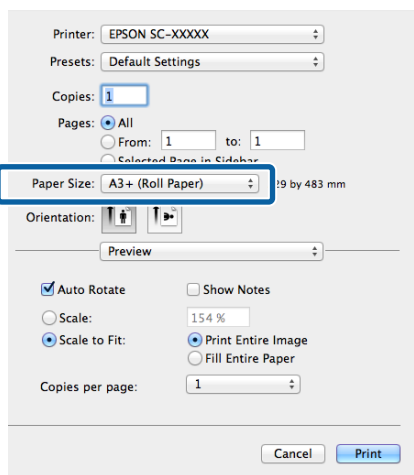 Printer: EPSON SC-XXXXX
Presets: Default Settings
Copies: 1
Pages: All
From: 1 to: 1
Selected Page in Sidebar
Paper Size: A3+ (Roll Paper) 29 by 483 mm
Orientation:
Preview
Auto Rotate Show Notes
Scale: 154 %
Scale to Fit: Print Entire Image
Fill Entire Paper
Copies per page: 1
Cancel Print